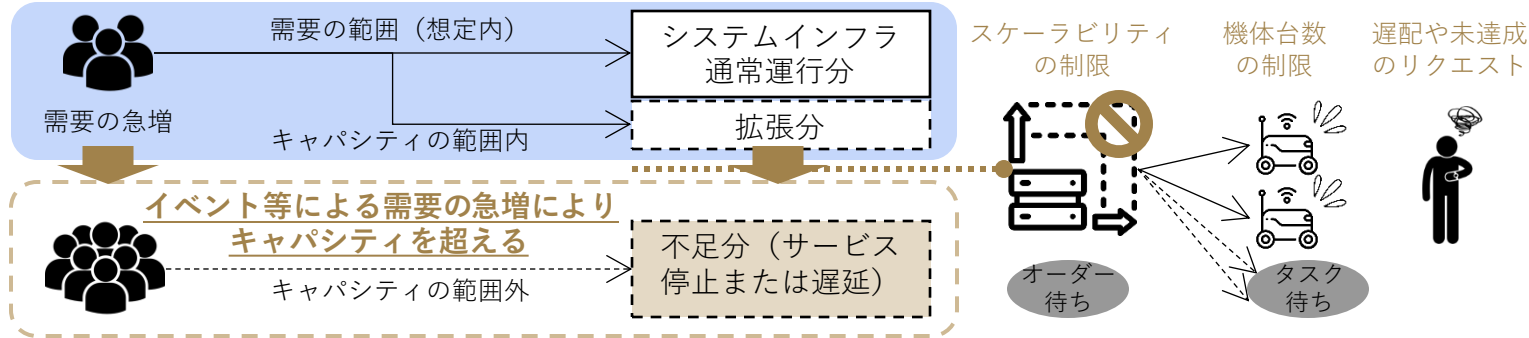 需要の範囲（想定内）
需要の急増
キャパシティの範囲内
システムインフラ
通常運行分
拡張分
イベント等による需要の急増により
キャパシティを超える
キャパシティの範囲外
不足分（サービス
停止または遅延）
スケーラビリティ
の制限
機体台数
の制限
遅配や未達成
のリクエスト
オーダー
待ち
タスク
待ち